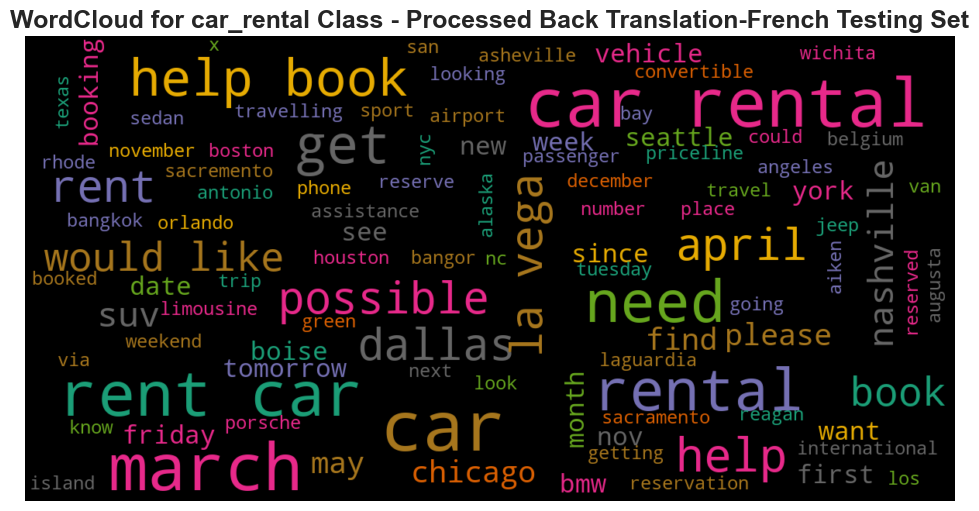 WordCloud for car_rental Class - Processed Back Translation-French Testing Set
x
san
asheville
vehicle
wichita
texas
booking
help book
looking
convertible
car rental
sedan
travelling
sport
airport
bay
november
boston
get
nyc
new
week
seattle
could
belgium
rhode
sacremento
passenger
priceline
angeles
rent
antonio
phone
reserve
alaska
la vega
december
travel
york
nashville
van
bangkok
orlando
assistance
see
number
place
jeep
would like
houston
bangor
nc
since
april
aiken
reserved
augusta
booked
date
trip
tuesday
suv
limousine
possible
need
going
green
weekend
boise
dallas
find
please
via
tomorrow
next
laguardia
rent car
look
car
month
rental
book
know
friday
porsche
sacramento
reagan
nov
want
march
may
chicago
getting
help
international
island
bmw
reservation
first
los